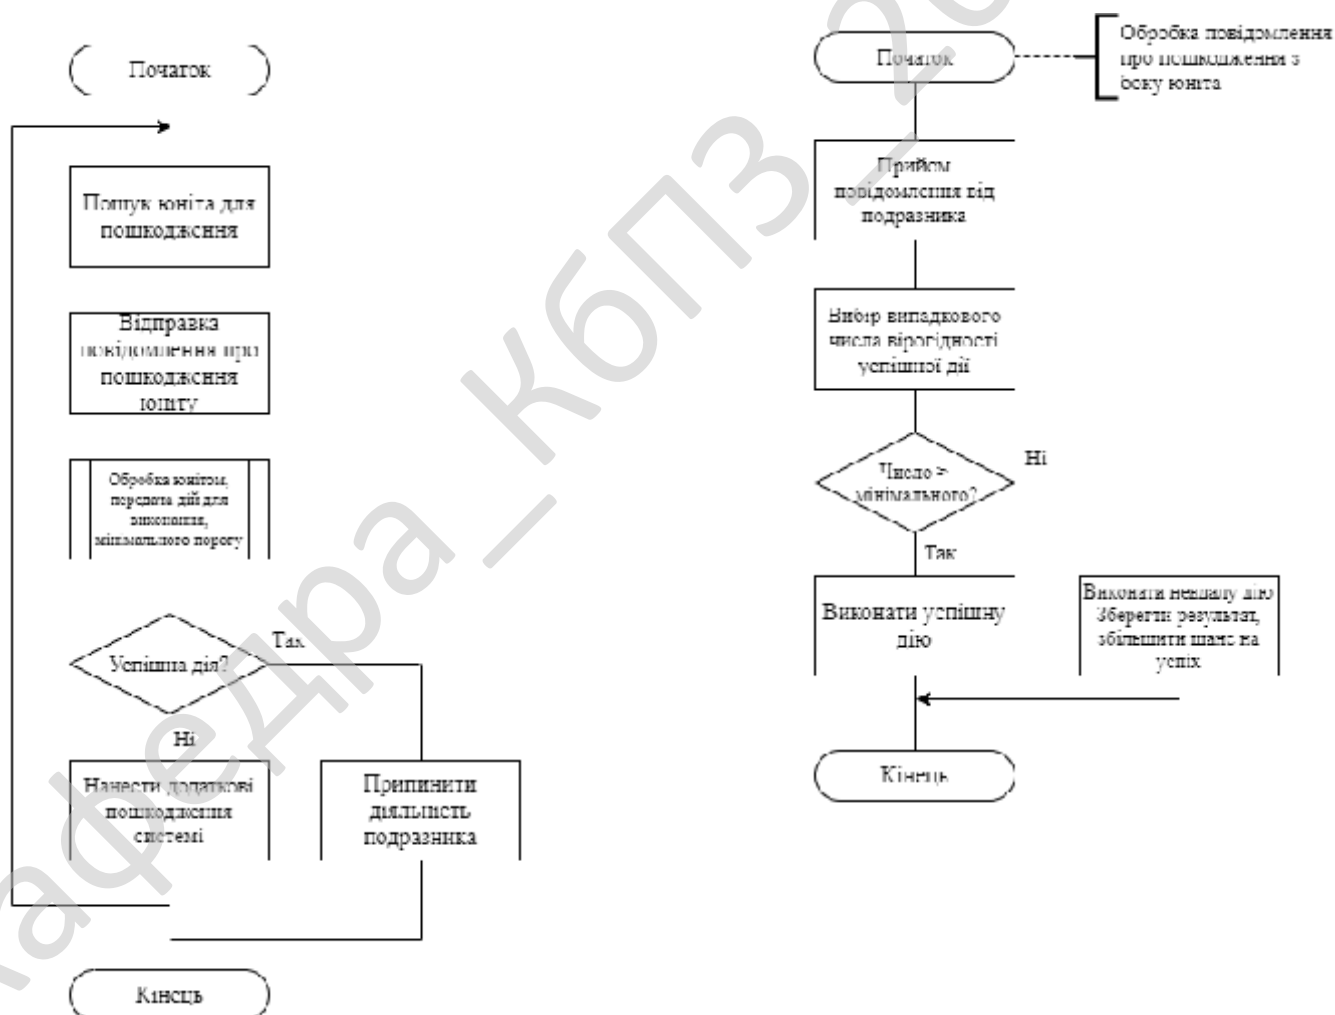 Початок
Пошук юніта для
пошкодження
Відправка
повідомлення про
пошкодження
юніту
Обробка юнітом,
передача дій для
виконання,
мінімального порогу
Успішна дія?
Так
Ні
Нанести додаткові
пошкодження
системі
Припинити
діяльність
подразника
Кінець
Початок
Обробка повідомлення
про пошкодження з
боку юніта
Прийом
повідомлення від
подразника
Вибір випадкового
числа вірогідності
успішної дії
Число >
мінімального?
Ні
Так
Виконати успішну
дію
Виконати невдалу дію
Зберегти результат,
збільшити шанс на
успіх
Кінець
кафедра_КбПЗ_20